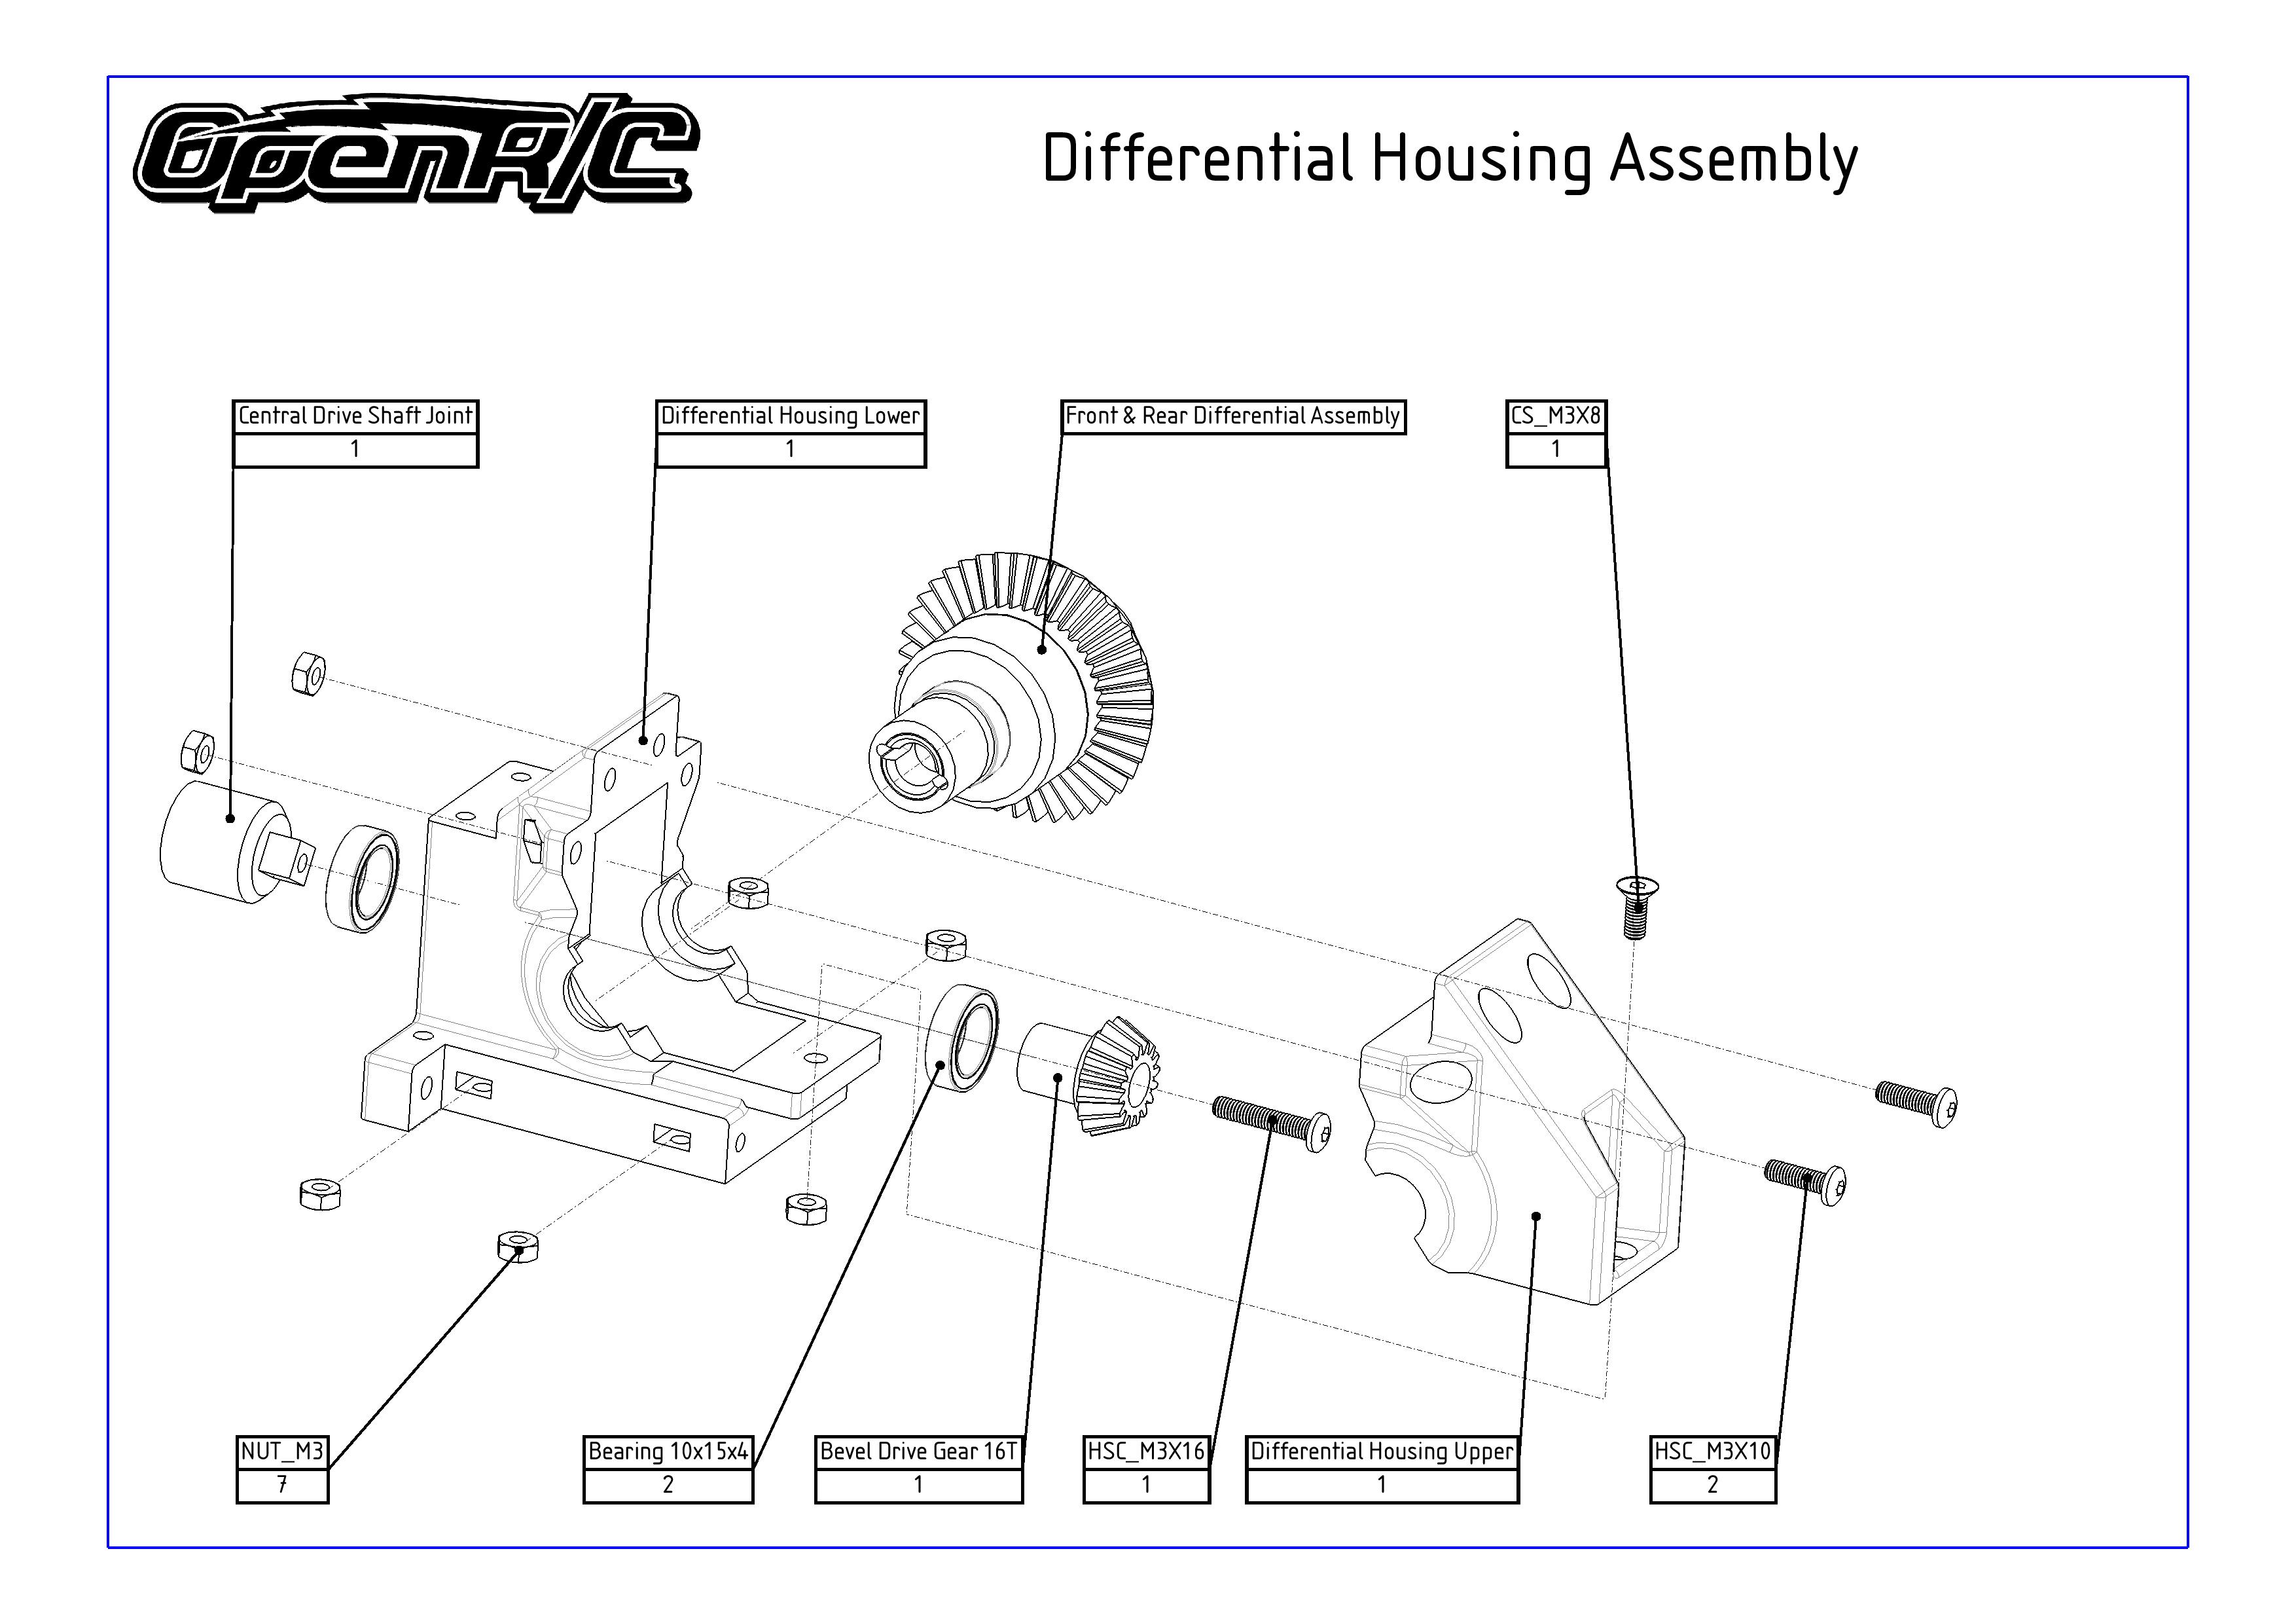 OpenR/C
Differential Housing Assembly
Central Drive Shaft Joint
1
Differential Housing Lower
1
Front & Rear Differential Assembly
CS_M3X8
1
NUT_M3
7
Bearing 10x15x4
2
Bevel Drive Gear 16T
1
HSC_M3X16
1
Differential Housing Upper
1
HSC_M3X10
2